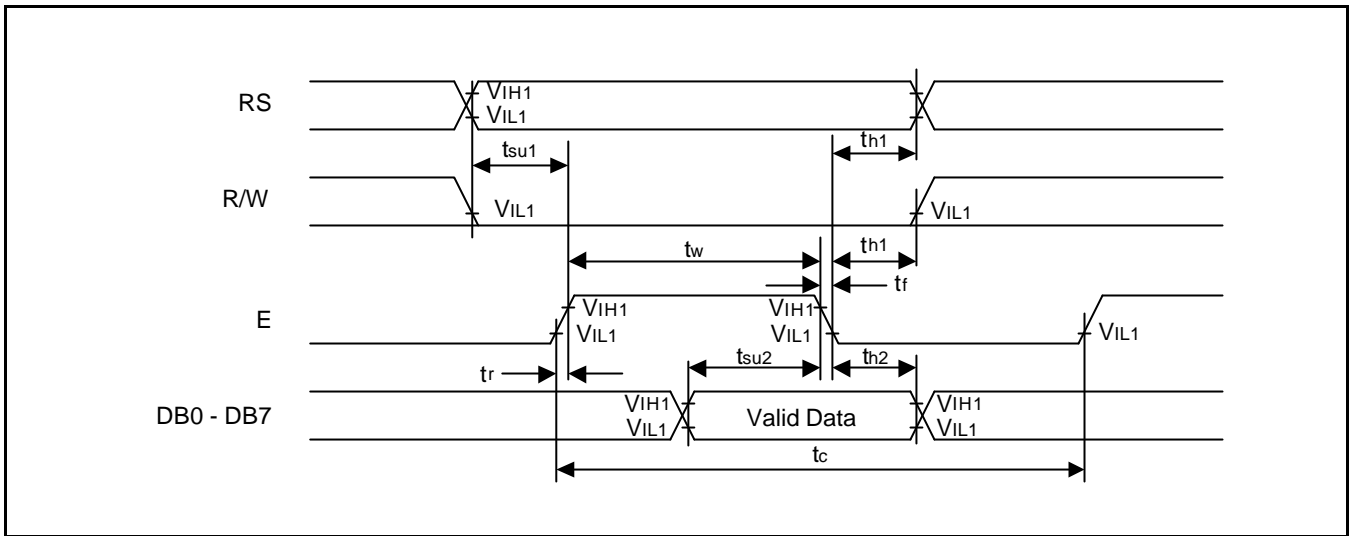 RS
VIH1
VIL1
th1
tsu1
R/W
VIL1
VIL1
tw
th1
tf
E
VIH1
VIL1
VIH1
VIL1
VIL1
tsu2
th2
tr
DB0 - DB7
VIH1
VIL1
Valid Data
VIH1
VIL1
tc